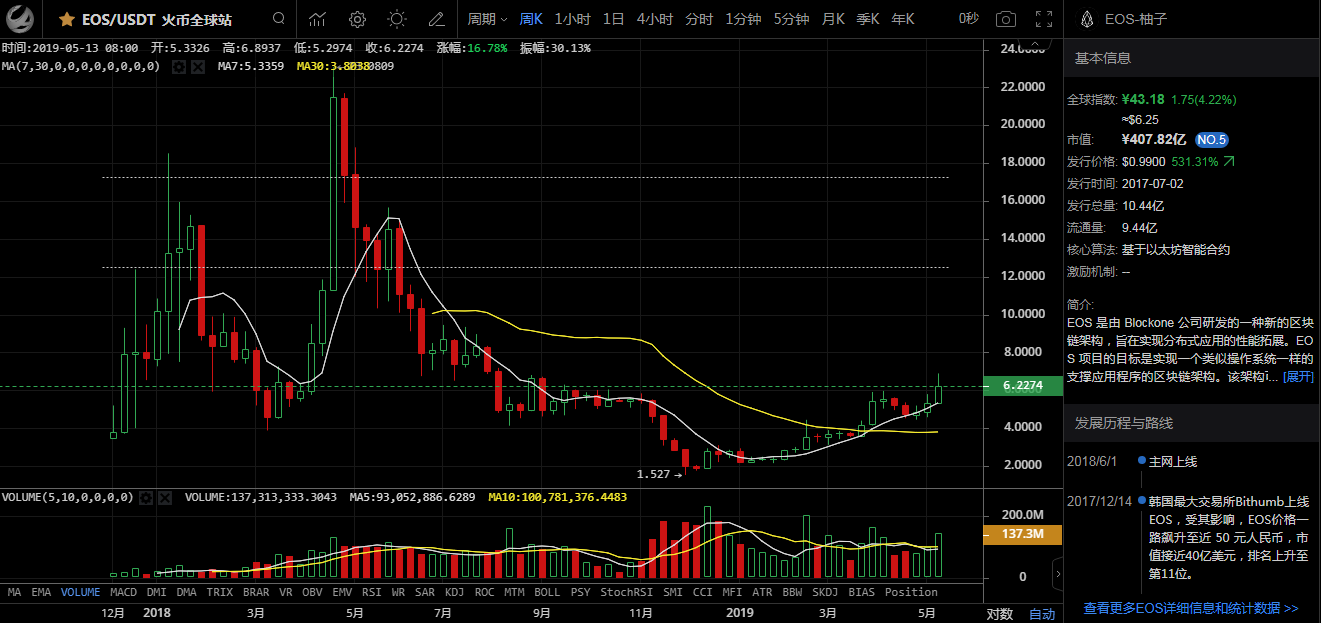 EOS/USDT 火币全球站 周期 周K 1小时 1日 4小时 分时 1分钟 5分钟 月K 季K 年K 0秒 EOS-柚子
时间:2019-05-13 08:00 开:5.3326 高:6.8937 低:5.2974 收:6.2274 涨幅:16.78% 振幅:30.13%
MA(7,30,0,0,0,0,0,0,0,0) MA7:5.3359 MA30:3.8038
24.0000
22.0000
20.0000
18.0000
16.0000
14.0000
12.0000
10.0000
8.0000
6.2274
4.0000
2.0000
1.527
VOLUME(5,10,0,0,0,0) VOLUME:137,313,333.3043 MA5:93,052,886.6289 MA10:100,781,376.4483
200.0M
137.3M
0
MA EMA VOLUME MACD DMI DMA TRIX BRAR VR OBV EMV RSI WR SAR KDJ ROC MTM BOLL PSY StochRSI SMI CCI MFI ATR BBW SKDJ BIAS Position
12月 2018 3月 5月 7月 9月 11月 2019 3月 5月 对数 自动
基本信息
全球指数: ¥43.18 1.75(4.22%)
≈$6.25
市值: ¥407.82亿 NO.5
发行价格: $0.9900 531.31%
发行时间: 2017-07-02
发行总量: 10.44亿
流通量: 9.44亿
核心算法: 基于以太坊智能合约
激励机制: --
简介:
EOS 是由 Blockone 公司研发的一种新的区块
链架构，旨在实现分布式应用的性能拓展。EO
S 项目的目标是实现一个类似操作系统一样的
支撑应用程序的区块链架构。该架构i... [展开]
发展历程与路线
2018/6/1 主网上线
2017/12/14 韩国最大交易所Bithumb上线
EOS，受其影响，EOS价格一
路飙升至近 50 元人民币，市
值接近40亿美元，排名上升至
第11位。
查看更多EOS详细信息和统计数据 >>